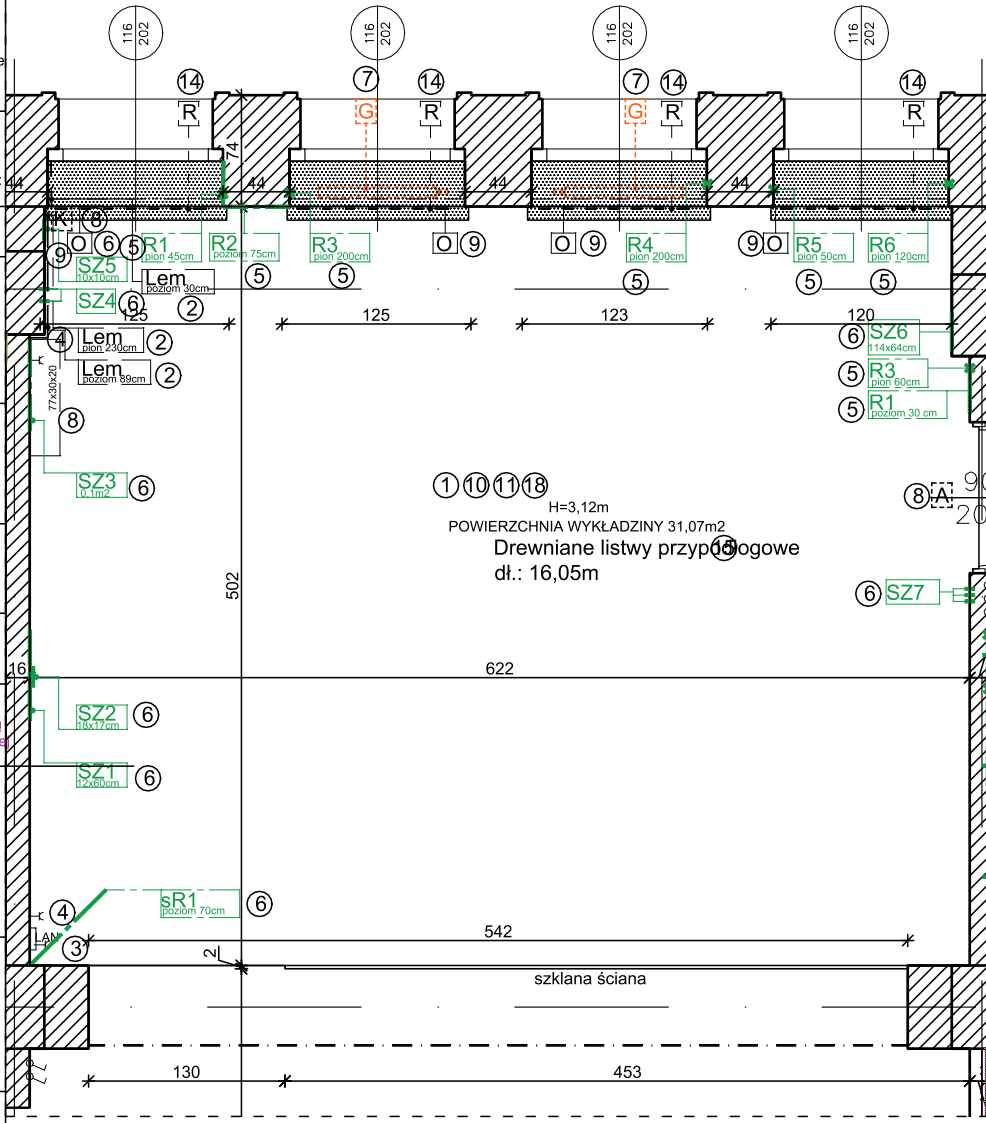 116
202
116
202
116
202
116
202
14
7
14
7
14
14
R
G
R
G
R
R
74
44
44
44
44
K
8
O
6
5
R1
poziom 45cm
R2
poziom 75cm
R3
pion 200cm
O
9
O
9
R4
pion 200cm
9
O
R5
pion 50cm
R6
pion 120cm
9
SZ5
10x10cm
Lem
poziom 30cm
5
5
5
5
5
SZ4
6
2
125
125
123
120
4
Lem
pion 230cm
2
Lem
poziom 89cm
2
77x30x20
6
SZ6
114x64cm
5
R3
pion 60cm
5
R1
poziom 30 cm
8
SZ3
0.1m2
6
1
10
11
18
H=3,12m
POWIERZCHNIA WYKŁADZINY 31,07m2
Drewniane listwy przypodłogowe
15
dł.: 16,05m
8
A
90
20
502
6
SZ7
16
622
SZ2
18x17cm
6
SZ1
12x60cm
6
sR1
poziom 70cm
6
4
LAN
3
542
2
szklana ściana
130
453